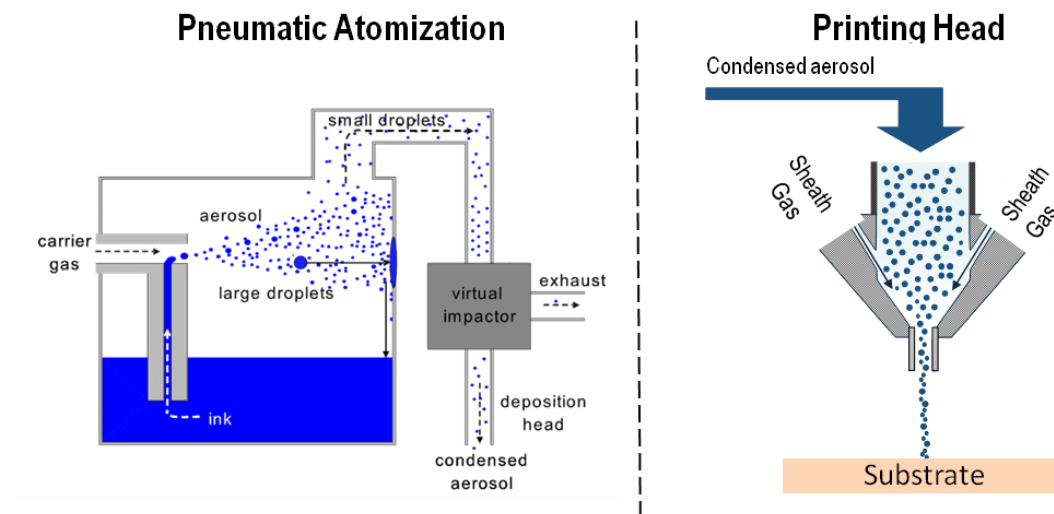 Pneumatic Atomization
small droplets
aerosol
carrier
gas
large droplets
ink
virtual
impactor
exhaust
deposition
head
condensed
aerosol
Printing Head
Condensed aerosol
Sheath
Gas
Sheath
Gas
Substrate